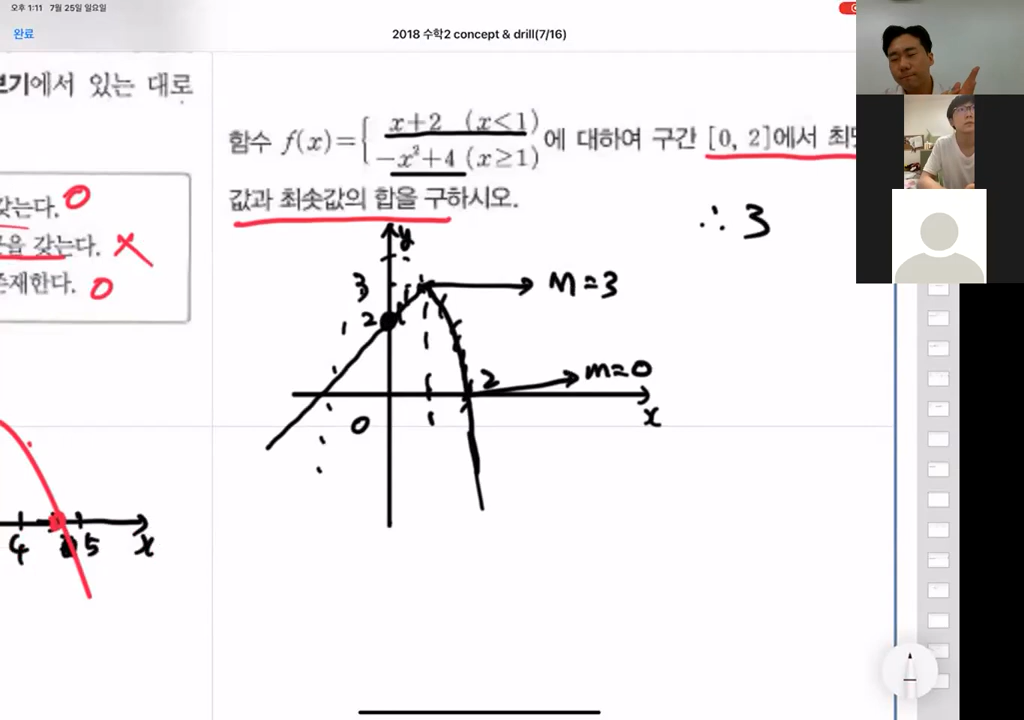 오후 1:11 7월 25일 일요일
완료
2018 수학2 concept & drill(7/16)
보기에서 있는 대로
갖는다. O
을 갖는다. X
존재한다. O
4 5 x
함수 f(x)={ x+2 (x<1)
-x²+4 (x≥1) 에 대하여 구간 [0, 2]에서 최
값과 최솟값의 합을 구하시오.
∴ 3
y
3
M=3
1 2
2
m=0
0
1
x